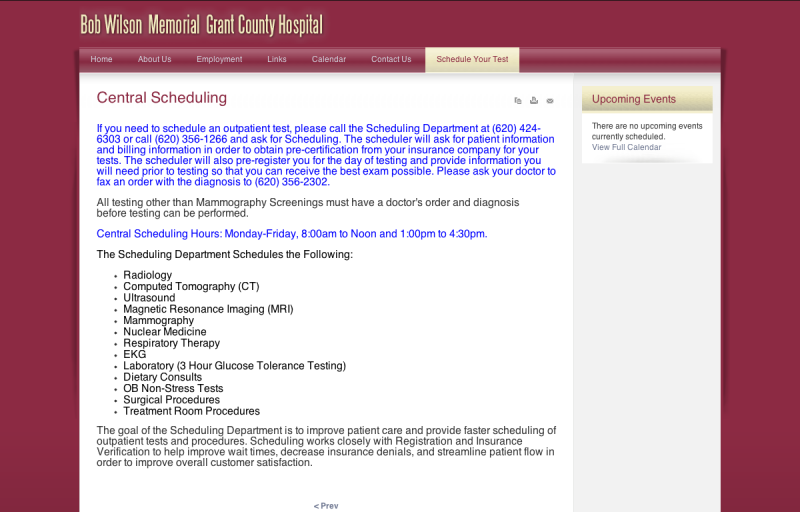 Bob Wilson Memorial Grant County Hospital
Home About Us Employment Links Calendar Contact Us Schedule Your Test
Central Scheduling
If you need to schedule an outpatient test, please call the Scheduling Department at (620) 424-
6303 or call (620) 356-1266 and ask for Scheduling. The scheduler will ask for patient information
and billing information in order to obtain pre-certification from your insurance company for your
tests. The scheduler will also pre-register you for the day of testing and provide information you
will need prior to testing so that you can receive the best exam possible. Please ask your doctor to
fax an order with the diagnosis to (620) 356-2302.
All testing other than Mammography Screenings must have a doctor's order and diagnosis
before testing can be performed.
Central Scheduling Hours: Monday-Friday, 8:00am to Noon and 1:00pm to 4:30pm.
The Scheduling Department Schedules the Following:
Radiology
Computed Tomography (CT)
Ultrasound
Magnetic Resonance Imaging (MRI)
Mammography
Nuclear Medicine
Respiratory Therapy
EKG
Laboratory (3 Hour Glucose Tolerance Testing)
Dietary Consults
OB Non-Stress Tests
Surgical Procedures
Treatment Room Procedures
The goal of the Scheduling Department is to improve patient care and provide faster scheduling of
outpatient tests and procedures. Scheduling works closely with Registration and Insurance
Verification to help improve wait times, decrease insurance denials, and streamline patient flow in
order to improve overall customer satisfaction.
< Prev
Upcoming Events
There are no upcoming events
currently scheduled.
View Full Calendar